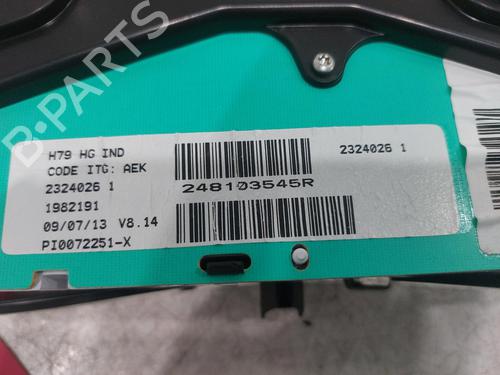 B-PARTS
H79 HG IND
CODE ITG: AEK
2324026 1
1982191
09/07/13 V8.14
PI0072251-X
248103545R
2324026 1